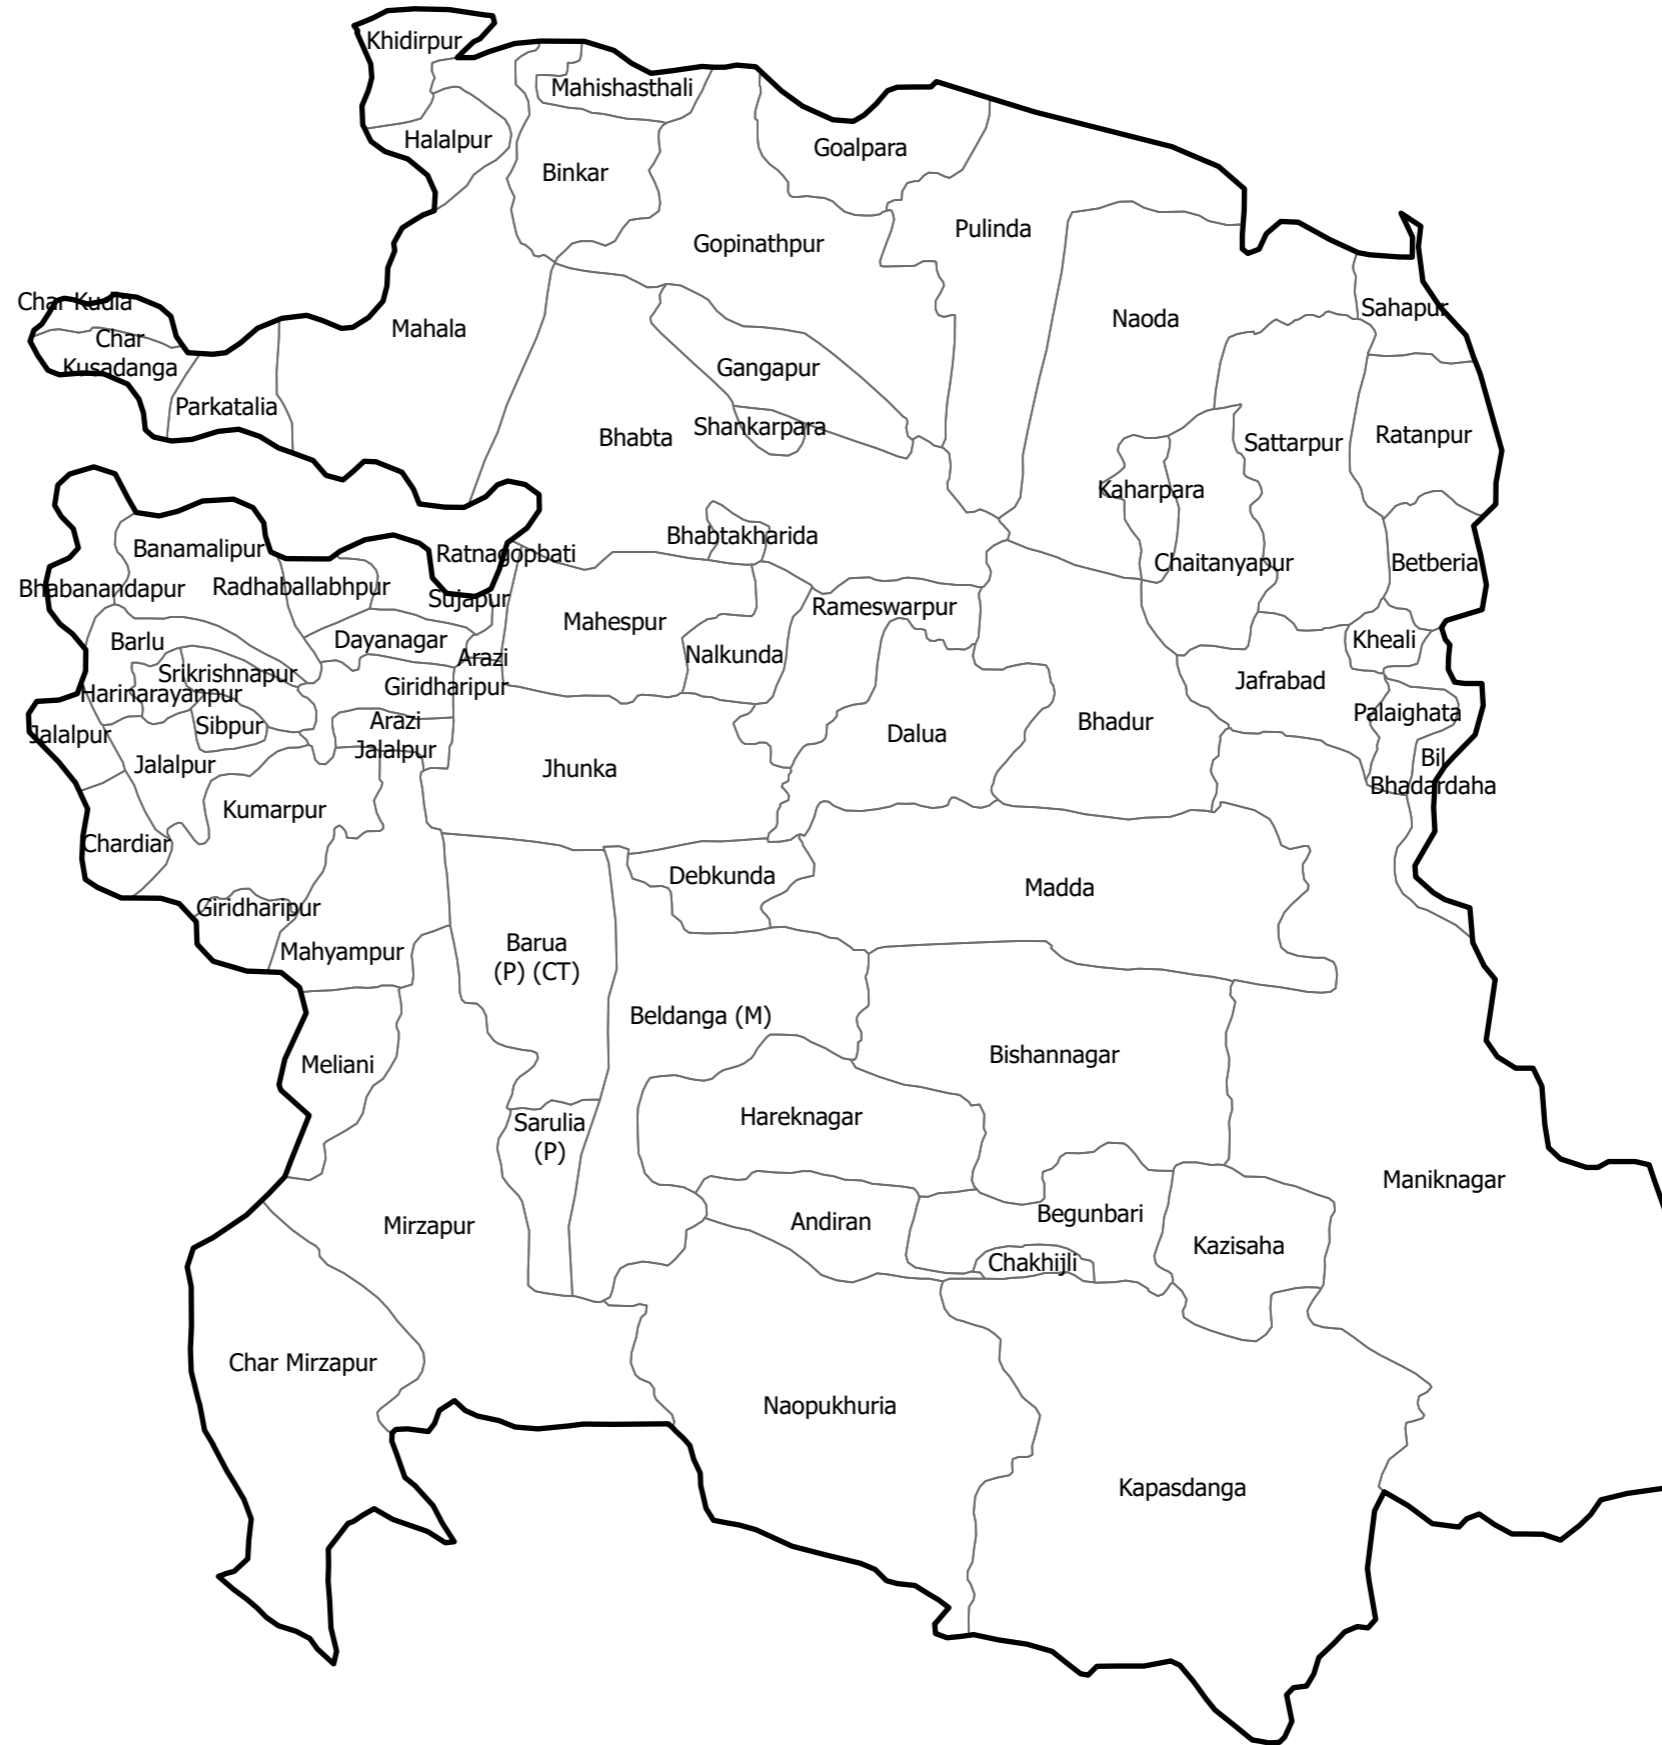 Khidirpur
Mahishasthali
Halalpur
Goalpara
Binkar
Pulinda
Gopinathpur
Char Kudla
Mahala
Naoda
Sahapur
Char
Kusadanga
Gangapur
Parkatalia
Shankarpara
Bhabta
Sattarpur
Ratanpur
Kaharpara
Bhabtakharida
Banamalipur
Ratnagopbati
Chaitanyapur
Betberia
Bhabanandapur
Radhaballabhpur
Sujapur
Rameswarpur
Mahespur
Barlu
Dayanagar
Kheali
Nalkunda
Arazi
Giridharipur
Srikrishnapur
Jafrabad
Harinarayanpur
Palaighata
Sibpur
Arazi
Jalalpur
Bhadur
Jalalpur
Dalua
Jalalpur
Jhunka
Bil
Bhadardaha
Kumarpur
Chardiar
Debkunda
Madda
Giridharipur
Mahyampur
Barua
(P) (CT)
Beldanga (M)
Meliani
Bishannagar
Hareknagar
Sarulia
(P)
Maniknagar
Mirzapur
Andiran
Begunbari
Kazisaha
Chakhijli
Char Mirzapur
Naopukhuria
Kapasdanga